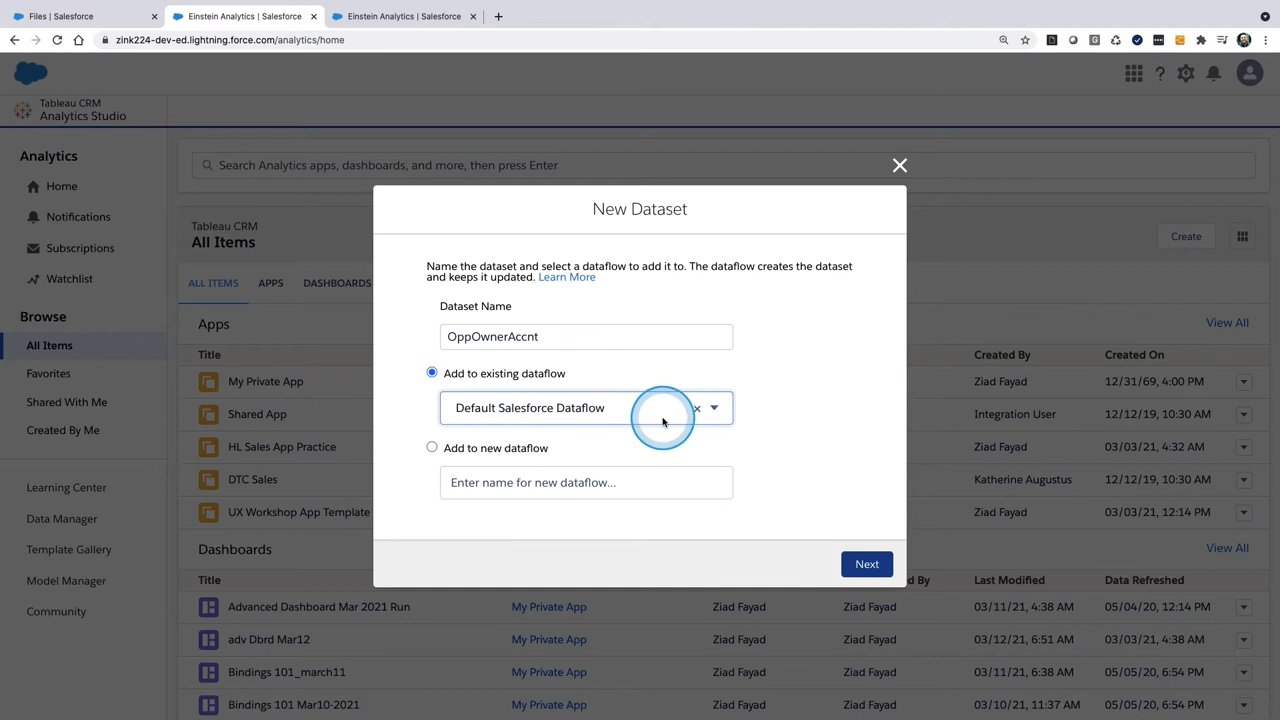 Files | Salesforce
Einstein Analytics | Salesforce
Einstein Analytics | Salesforce
zink224-dev-ed.lightning.force.com/analytics/home
Tableau CRM
Analytics Studio
Analytics
Home
Notifications
Subscriptions
Watchlist
Browse
All Items
Favorites
Shared With Me
Created By Me
Learning Center
Data Manager
Template Gallery
Model Manager
Community
Search Analytics apps, dashboards, and more, then press Enter
Tableau CRM
All Items
Create
ALL ITEMS APPS DASHBOARDS
Apps View All
Title Created By Created On
My Private App Ziad Fayad 12/31/69, 4:00 PM
Shared App Integration User 12/12/19, 10:30 AM
HL Sales App Practice Ziad Fayad 03/03/21, 4:32 AM
DTC Sales Katherine Augustus 12/12/19, 10:30 AM
UX Workshop App Template Ziad Fayad 03/03/21, 12:14 PM
Dashboards View All
Title d By Last Modified Data Refreshed
Advanced Dashboard Mar 2021 Run My Private App Ziad Fayad Ziad Fayad 03/11/21, 4:38 AM 05/04/20, 12:14 PM
adv Dbrd Mar12 My Private App Ziad Fayad Ziad Fayad 03/12/21, 6:51 AM 03/03/21, 4:38 AM
Bindings 101_march11 My Private App Ziad Fayad Ziad Fayad 03/11/21, 6:38 AM 05/05/20, 6:54 PM
Bindings 101 Mar10-2021 My Private App Ziad Fayad Ziad Fayad 03/10/21, 11:37 AM 05/05/20, 6:54 PM
New Dataset
Name the dataset and select a dataflow to add it to. The dataflow creates the dataset
and keeps it updated. Learn More
Dataset Name
OppOwnerAccnt
Add to existing dataflow
Default Salesforce Dataflow
Add to new dataflow
Enter name for new dataflow...
Next